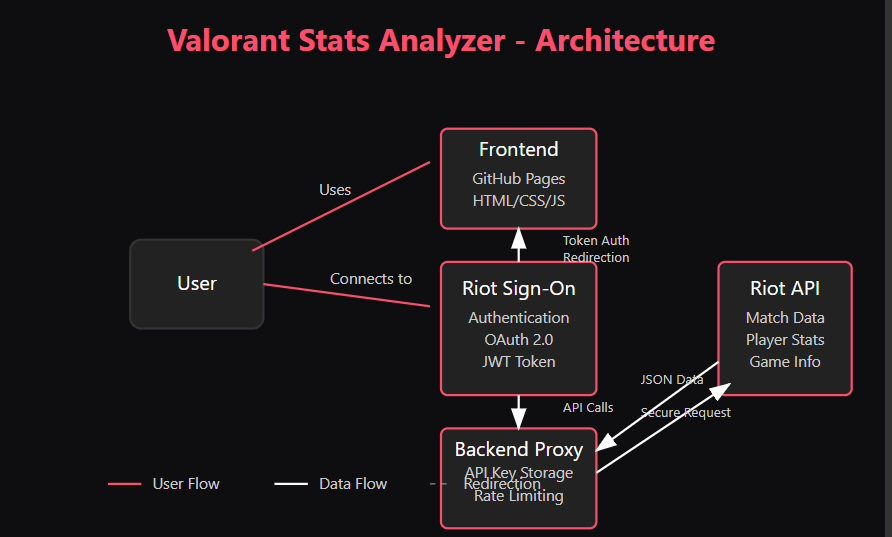 Valorant Stats Analyzer - Architecture
Frontend
GitHub Pages
HTML/CSS/JS
Uses
Token Auth
Redirection
User
Connects to
Riot Sign-On
Authentication
OAuth 2.0
JWT Token
Riot API
Match Data
Player Stats
Game Info
JSON Data
Secure Request
API Calls
Backend Proxy
API Key Storage
Rate Limiting
User Flow
Data Flow
Redirection